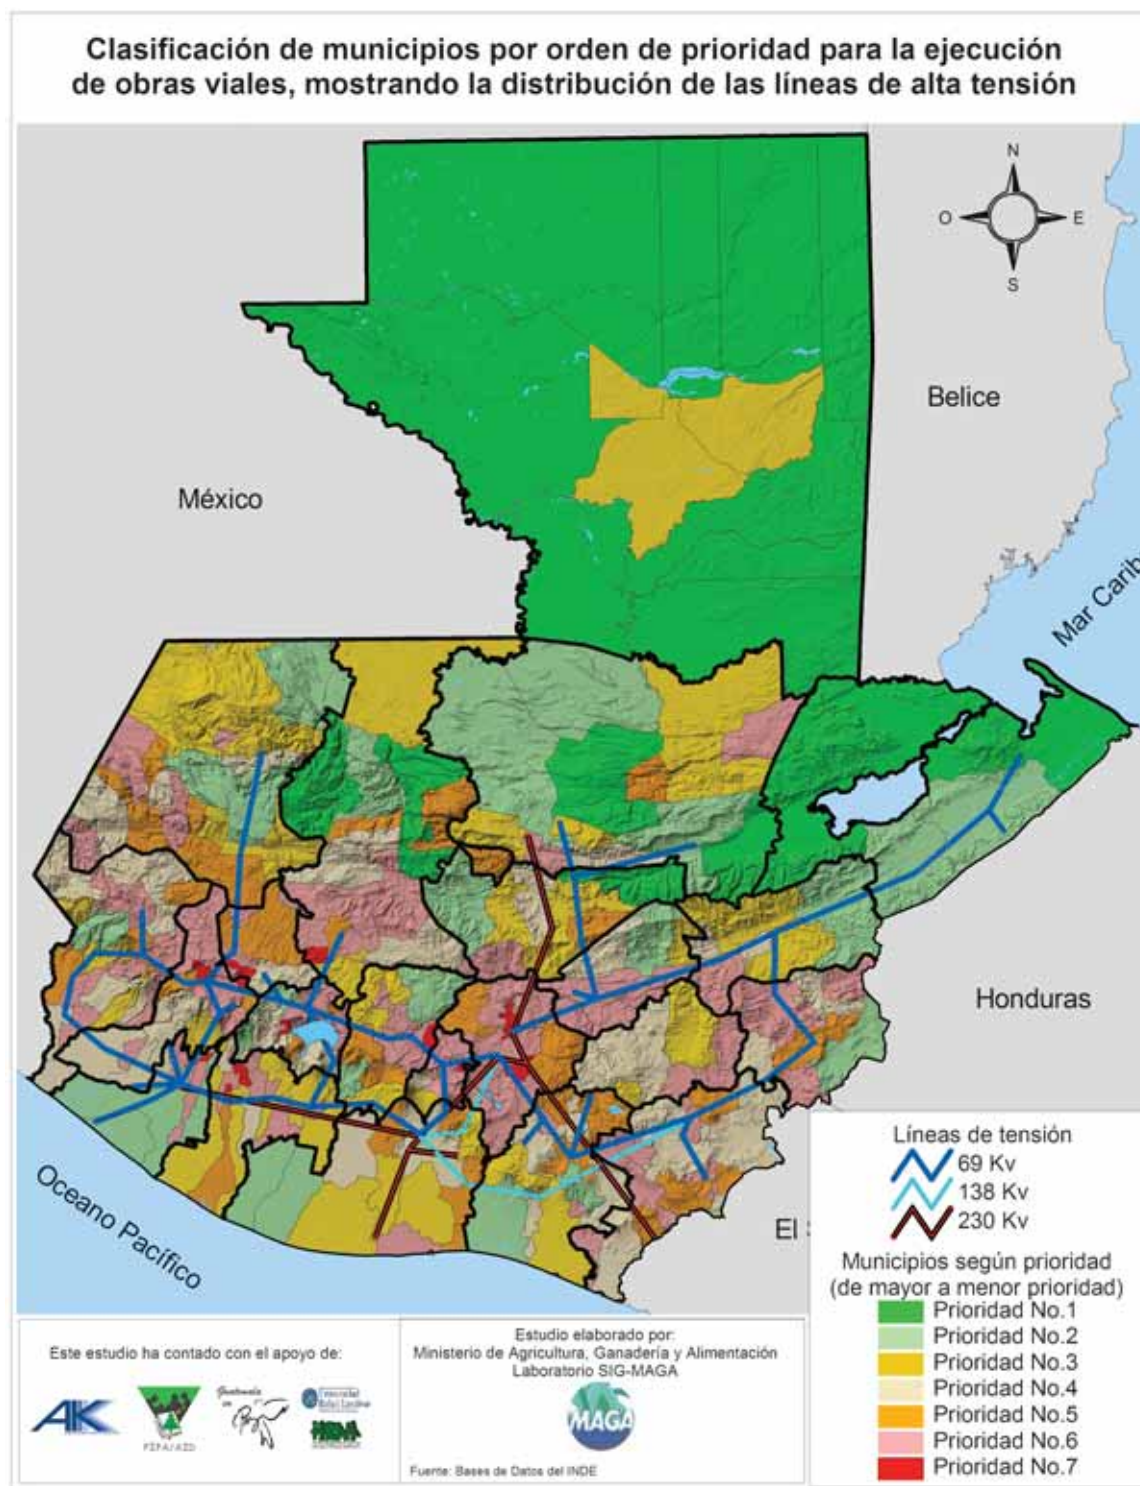 Clasificación de municipios por orden de prioridad para la ejecución
de obras viales, mostrando la distribución de las líneas de alta tensión
N
O
E
S
Belice
México
Mar Carib
Honduras
Oceano Pacífico
El
Líneas de tensión
69 Kv
138 Kv
230 Kv
Municipios según prioridad
(de mayor a menor prioridad)
Prioridad No.1
Prioridad No.2
Prioridad No.3
Prioridad No.4
Prioridad No.5
Prioridad No.6
Prioridad No.7
Este estudio ha contado con el apoyo de:
Estudio elaborado por:
Ministerio de Agricultura, Ganadería y Alimentación
Laboratorio SIG-MAGA
MAGA
Fuente: Bases de Datos del INDE